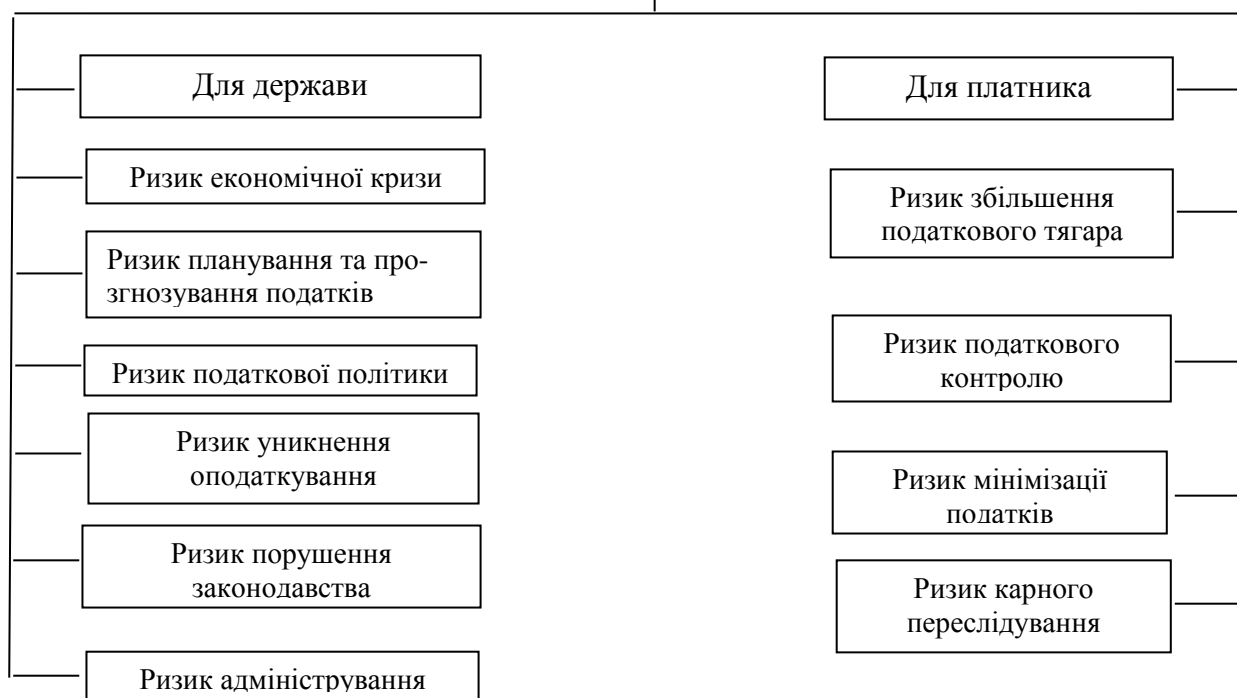 Для держави
Ризик економічної кризи
Ризик планування та про-
згнозування податків
Ризик податкової політики
Ризик уникнення
оподаткування
Ризик порушення
законодавства
Ризик адміністрування
Для платника
Ризик збільшення
податкового тягара
Ризик податкового
контролю
Ризик мінімізації
податків
Ризик карного
переслідування